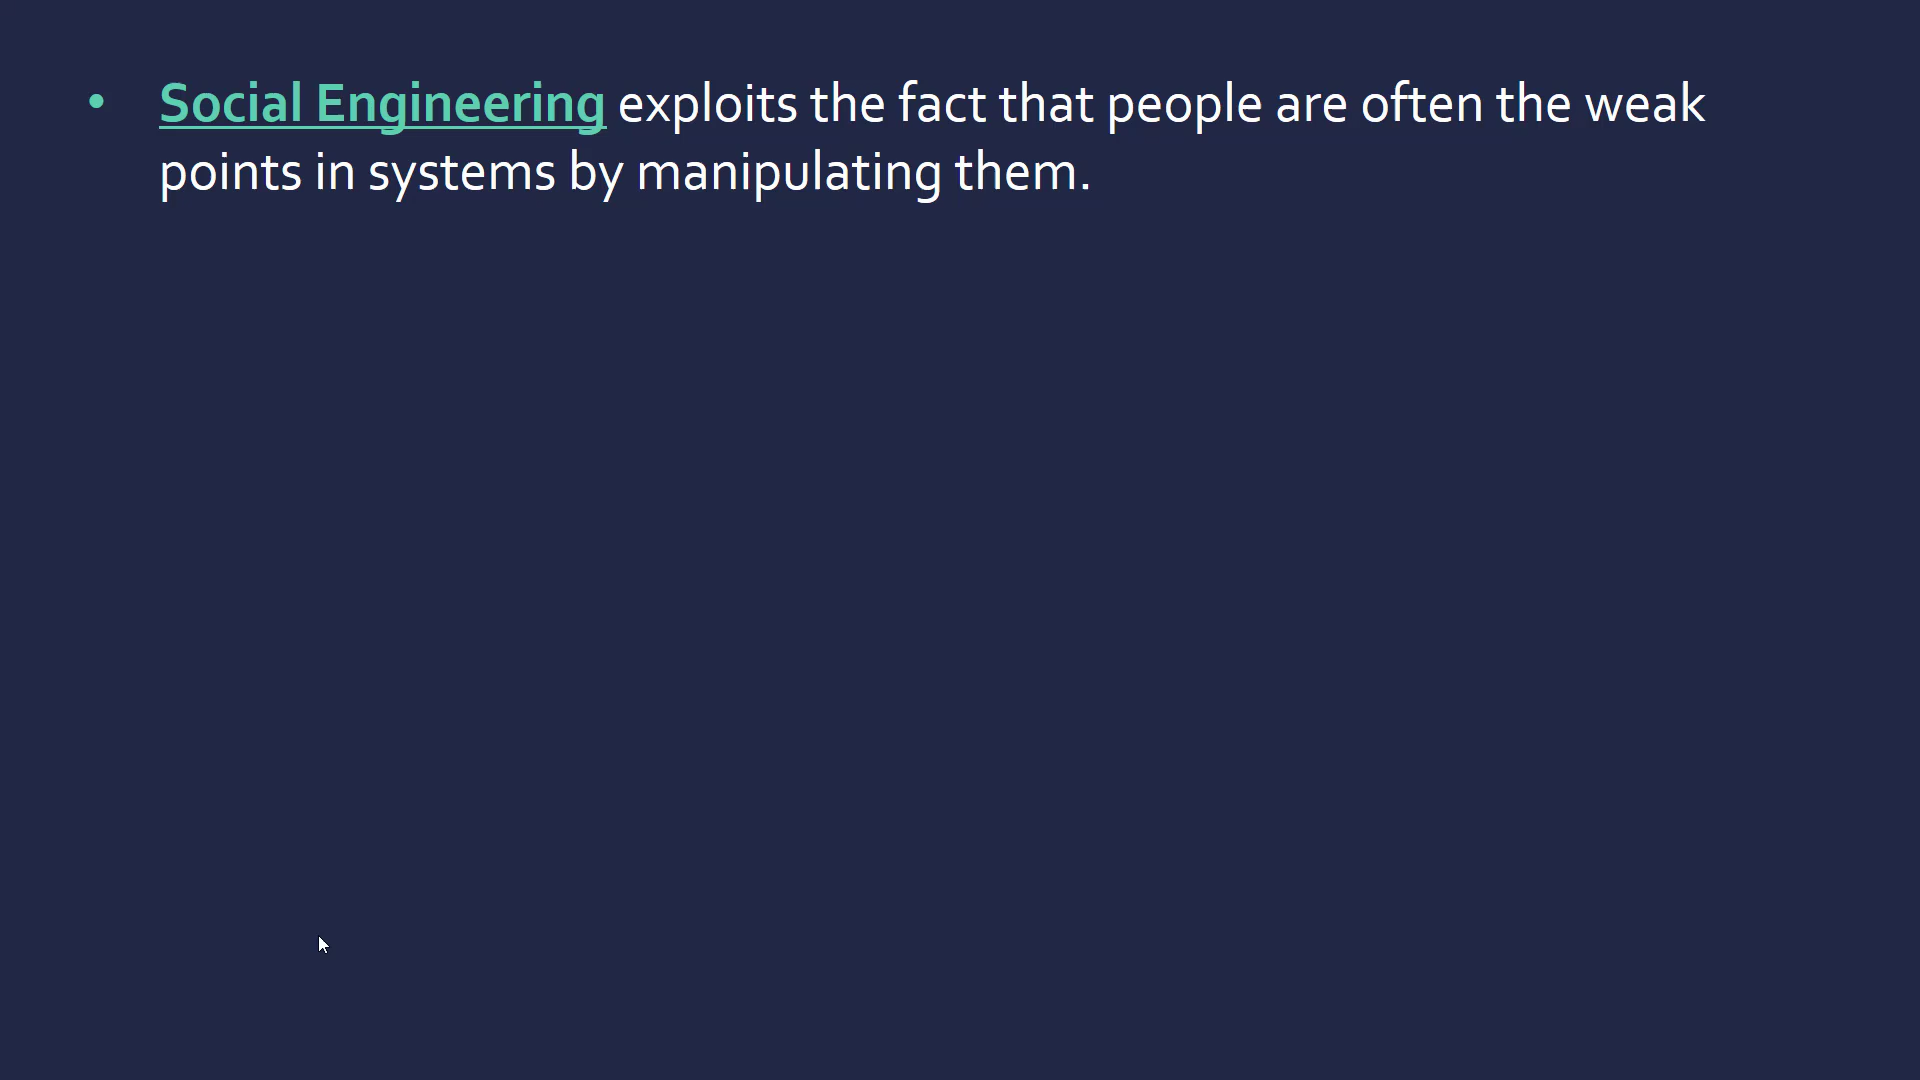 • Social Engineering exploits the fact that people are often the weak
points in systems by manipulating them.